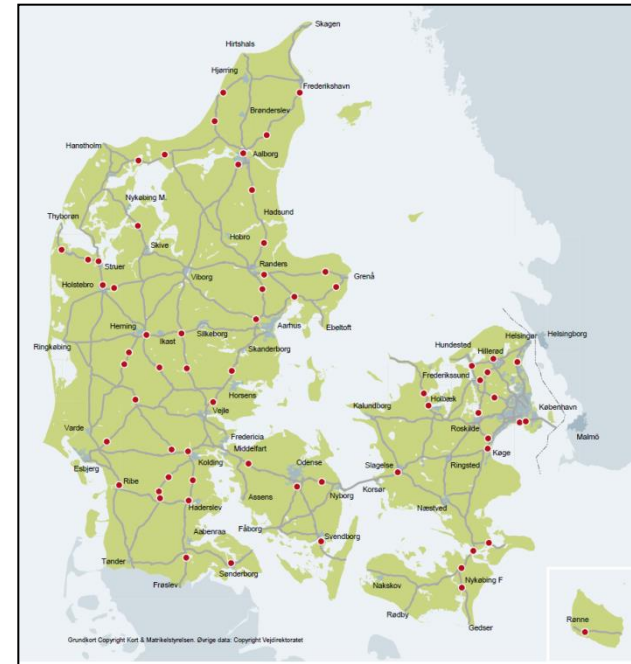 Skagen
Hirtshals
Hjørring
Frederikshavn
Brønderslev
Hanstholm
Aalborg
Nykøbing M.
Thyborøn
Hadsund
Skive
Hobro
Struer
Viborg
Randers
Grenå
Holstebro
Herning
Ikast
Silkeborg
Aarhus
Ebeltoft
Ringkøbing
Skanderborg
Helsingør
Helsingborg
Hundested
Hillerød
Frederikssund
Horsens
Holbæk
Kalundborg
København
Vejle
Roskilde
Malmö
Varde
Fredericia
Middelfart
Køge
Esbjerg
Kolding
Odense
Slagelse
Ringsted
Ribe
Assens
Nyborg
Korsør
Haderslev
Næstved
Fåborg
Aabenraa
Svendborg
Tønder
Sønderborg
Frøslev
Nakskov
Nykøbing F
Rødby
Gedser
Rønne
Grundkort Copyright Kort & Matrikelstyrelsen. Øvrige data: Copyright Vejdirektoratet